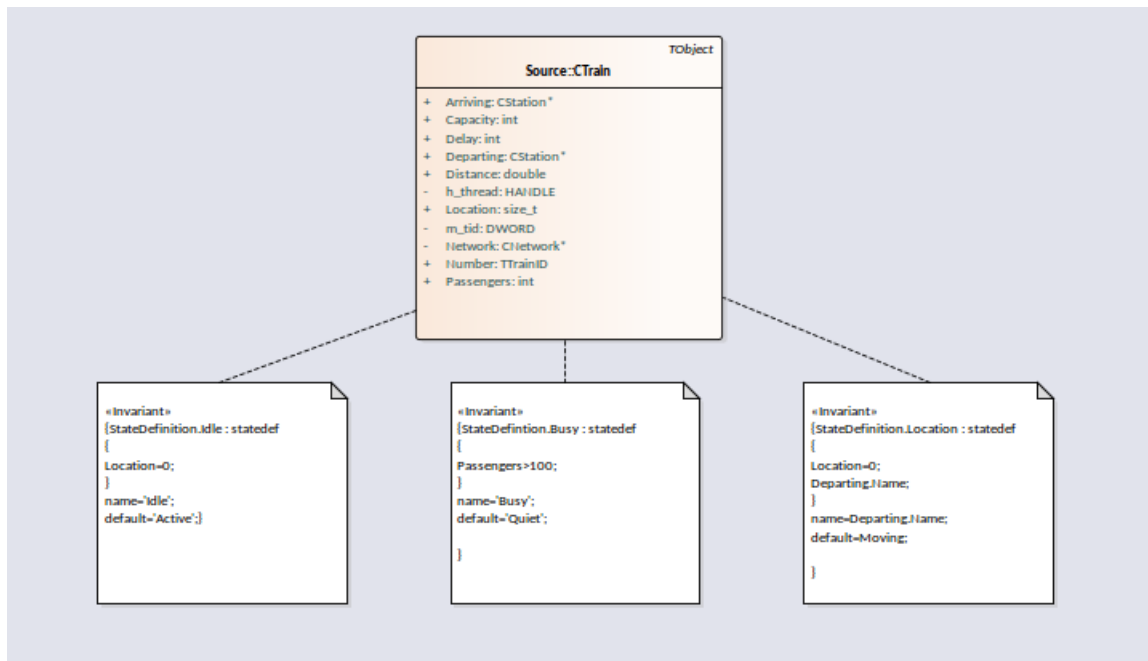 TObject
Source::CTrain
+ Arriving: CStation*
+ Capacity: int
+ Delay: int
+ Departing: CStation*
+ Distance: double
- h_thread: HANDLE
+ Location: size_t
- m_tid: DWORD
- Network: CNetwork*
+ Number: TTrainID
+ Passengers: int
«Invariant»
{StateDefinition.Idle : statedef
{
Location=0;
}
name='Idle';
default='Active';}
«Invariant»
{StateDefintion.Busy : statedef
{
Passengers>100;
}
name='Busy';
default='Quiet';
}
«Invariant»
{StateDefinition.Location : statedef
{
Location=0;
Departing.Name;
}
name=Departing.Name;
default=Moving;
}